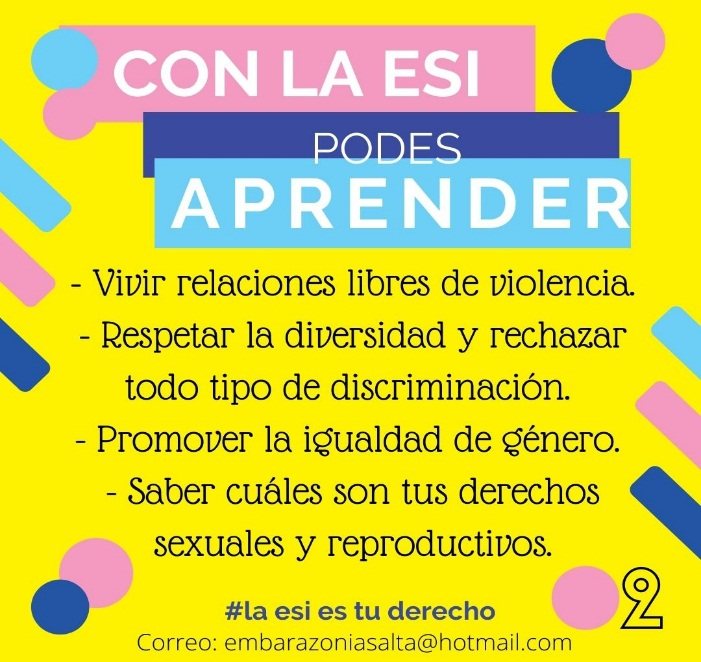 CON LA ESI
PODES
APRENDER
- Vivir relaciones libres de violencia.
- Respetar la diversidad y rechazar
todo tipo de discriminación.
- Promover la igualdad de género.
- Saber cuáles son tus derechos
sexuales y reproductivos.
#la esi es tu derecho
Correo: embarazoniasalta@hotmail.com
2